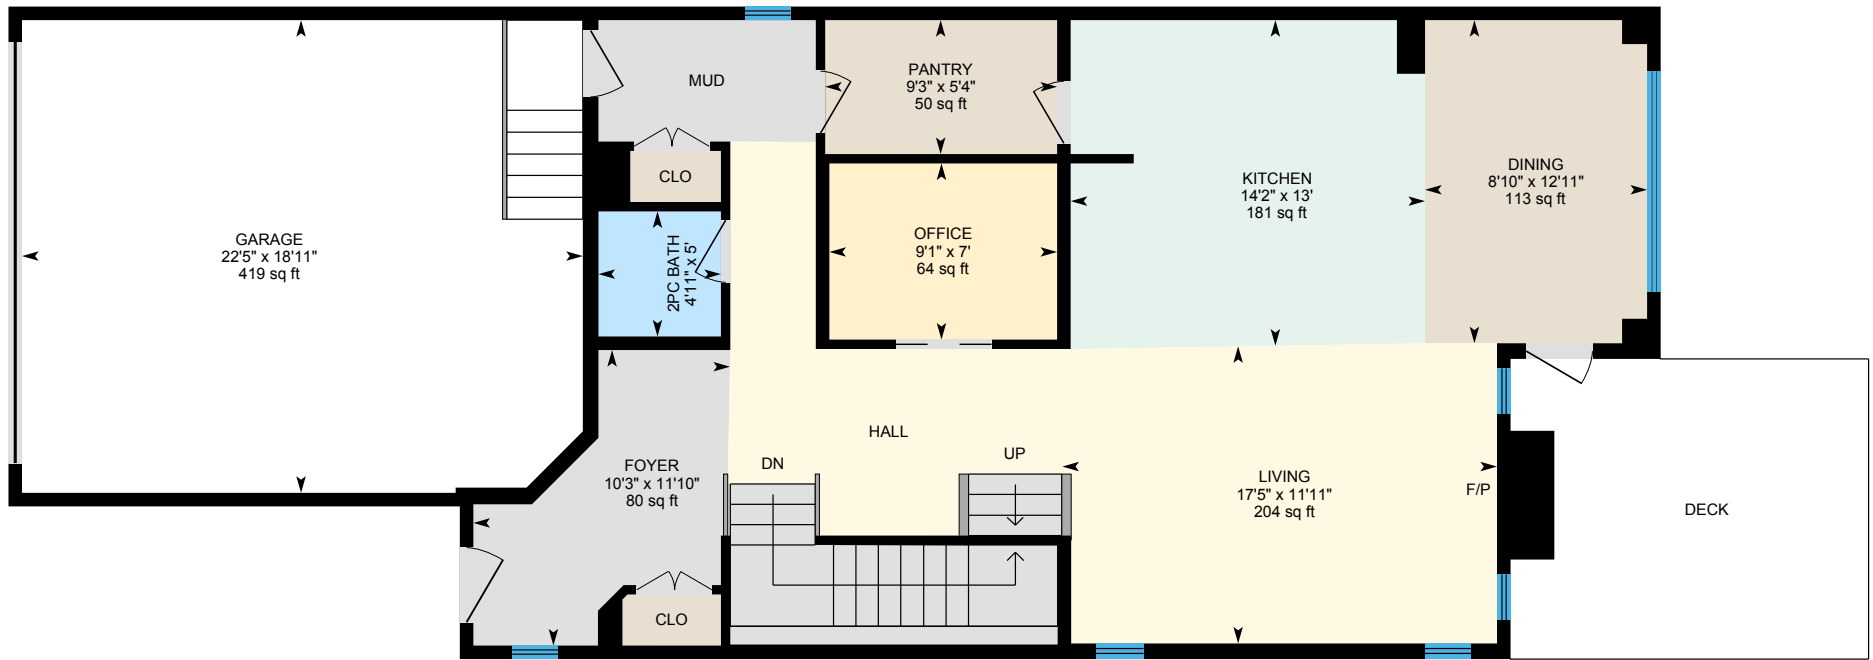 MUD
PANTRY
9'3" x 5'4"
50 sq ft
CLO
DINING
8'10" x 12'11"
113 sq ft
KITCHEN
14'2" x 13'
181 sq ft
GARAGE
22'5" x 18'11"
419 sq ft
2PC BATH
4'11" x 5'
OFFICE
9'1" x 7'
64 sq ft
HALL
UP
DN
FOYER
10'3" x 11'10"
80 sq ft
LIVING
17'5" x 11'11"
204 sq ft
F/P
DECK
CLO